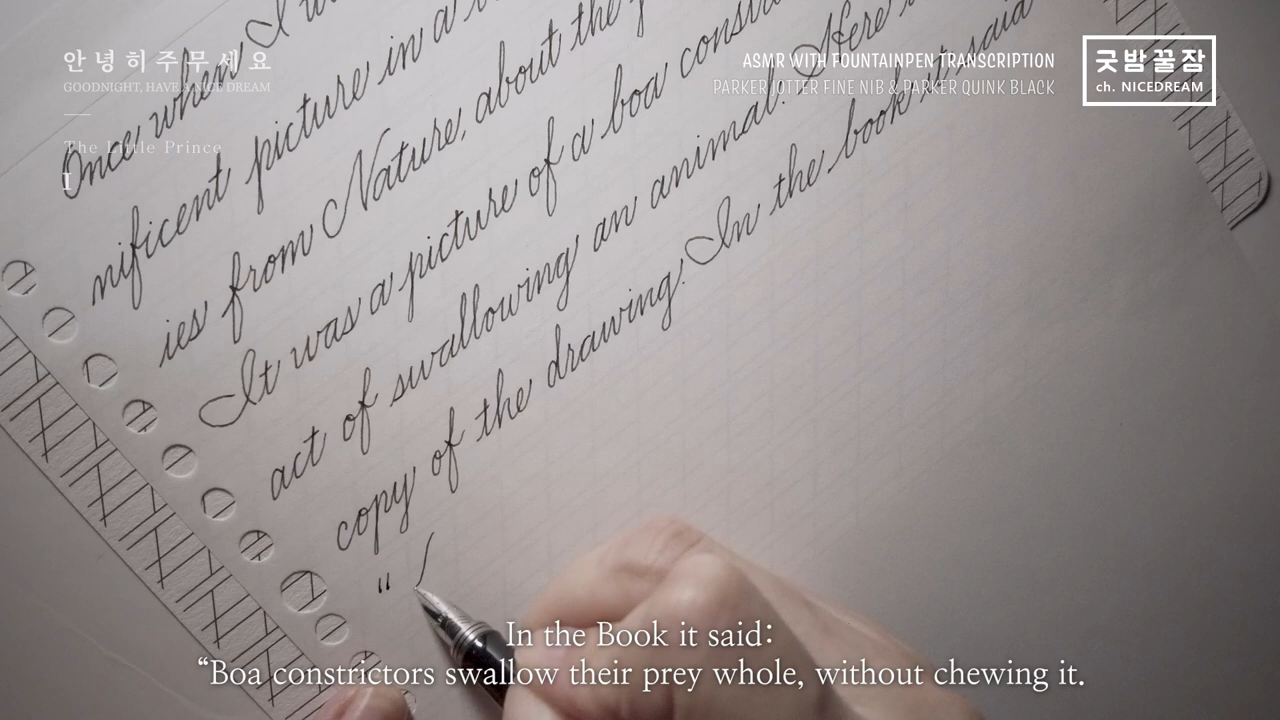 안녕히주무세요
GOODNIGHT, HAVE A NICE DREAM
The Little Prince
I
ASMR WITH FOUNTAINPEN TRANSCRIPTION
PARKER JOTTER FINE NIB & PARKER QUINK BLACK
굿밤꿀잠
ch. NICEDREAM
Once when I
nificent picture in a
ies from Nature, about the
It was a picture of a boa
act of swallowing an animal. Here
copy of the drawing. In the book it said
"
In the Book it said:
“Boa constrictors swallow their prey whole, without chewing it.